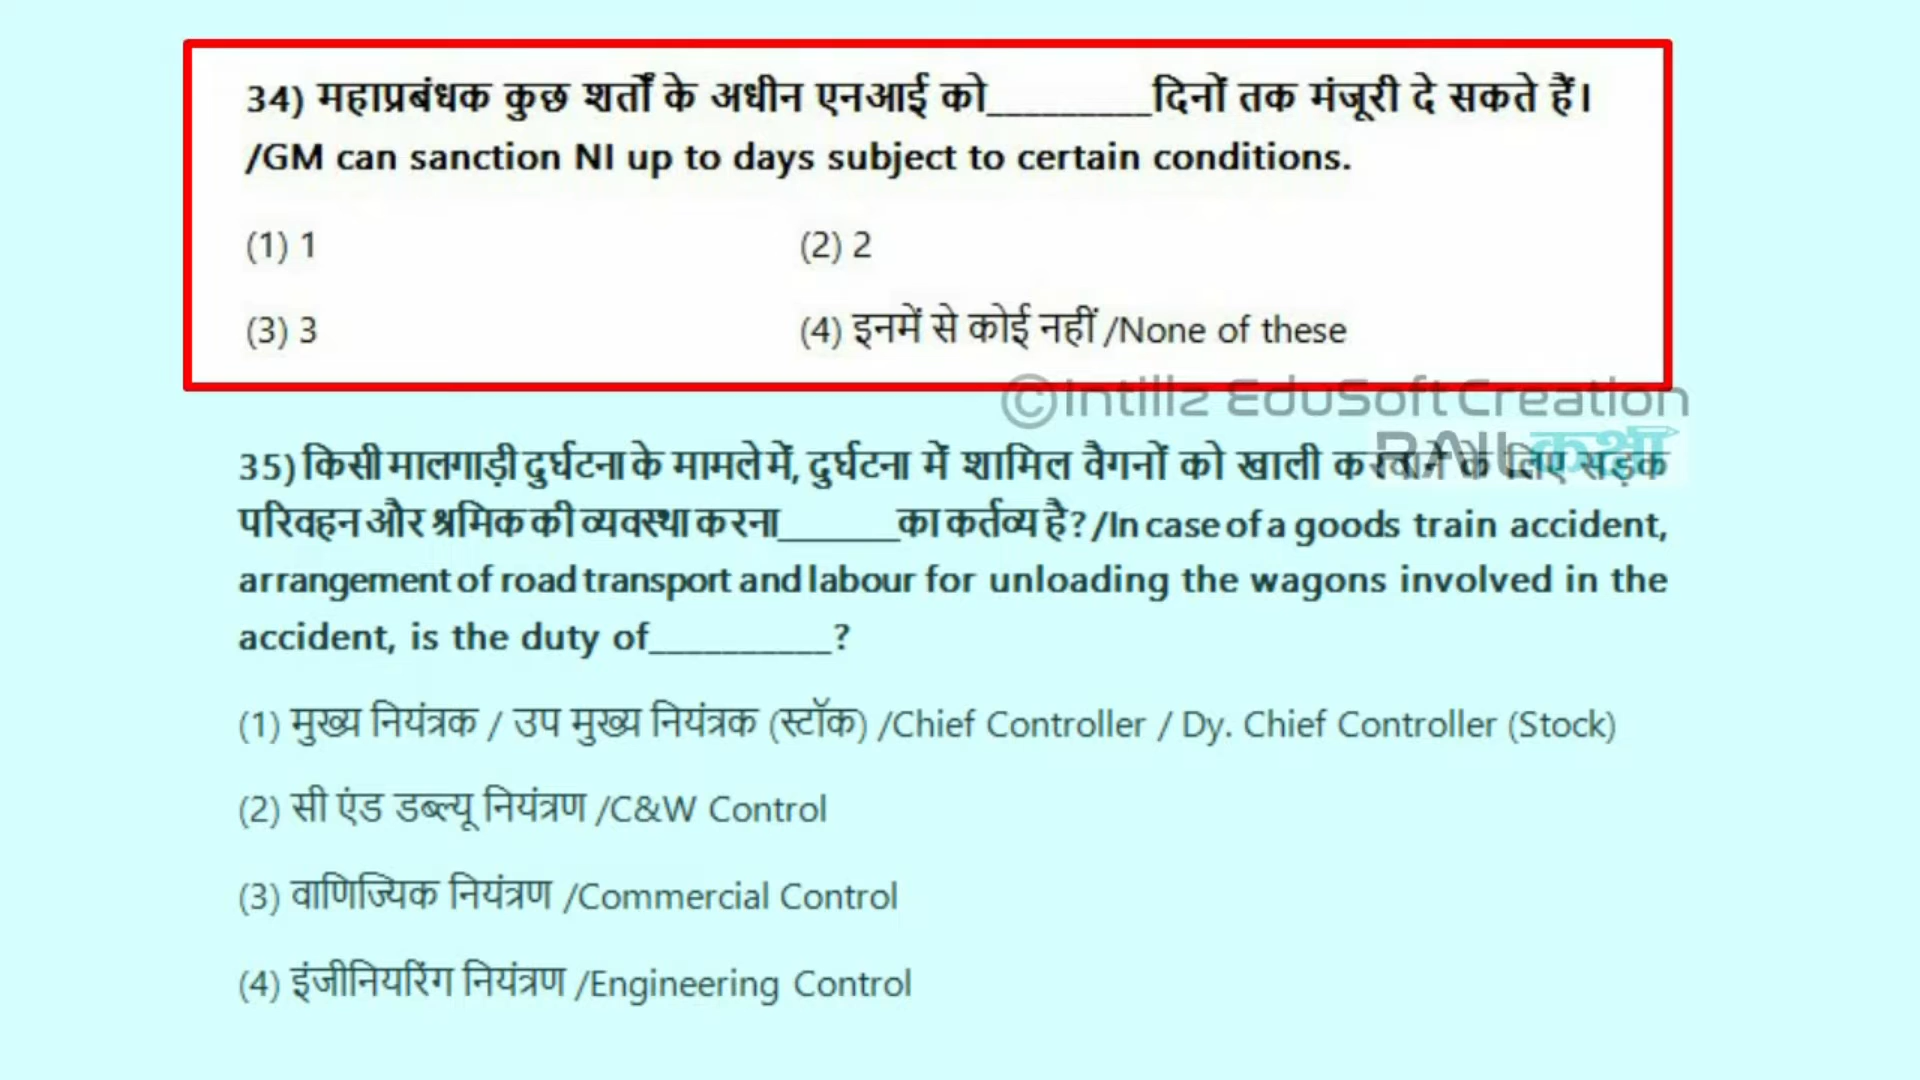 34) महाप्रबंधक कुछ शर्तों के अधीन एनआई को_________दिनों तक मंजूरी दे सकते हैं।
/GM can sanction NI up to days subject to certain conditions.
(1) 1 (2) 2
(3) 3 (4) इनमें से कोई नहीं /None of these
©Intillz EduSoft Creation
RAILकथा
35) किसी मालगाड़ी दुर्घटना के मामले में, दुर्घटना में शामिल वैगनों को खाली करवाने के लिए सड़क
परिवहन और श्रमिक की व्यवस्था करना_______का कर्तव्य है? /In case of a goods train accident,
arrangement of road transport and labour for unloading the wagons involved in the
accident, is the duty of__________?
(1) मुख्य नियंत्रक / उप मुख्य नियंत्रक (स्टॉक) /Chief Controller / Dy. Chief Controller (Stock)
(2) सी एंड डब्ल्यू नियंत्रण /C&W Control
(3) वाणिज्यिक नियंत्रण /Commercial Control
(4) इंजीनियरिंग नियंत्रण /Engineering Control